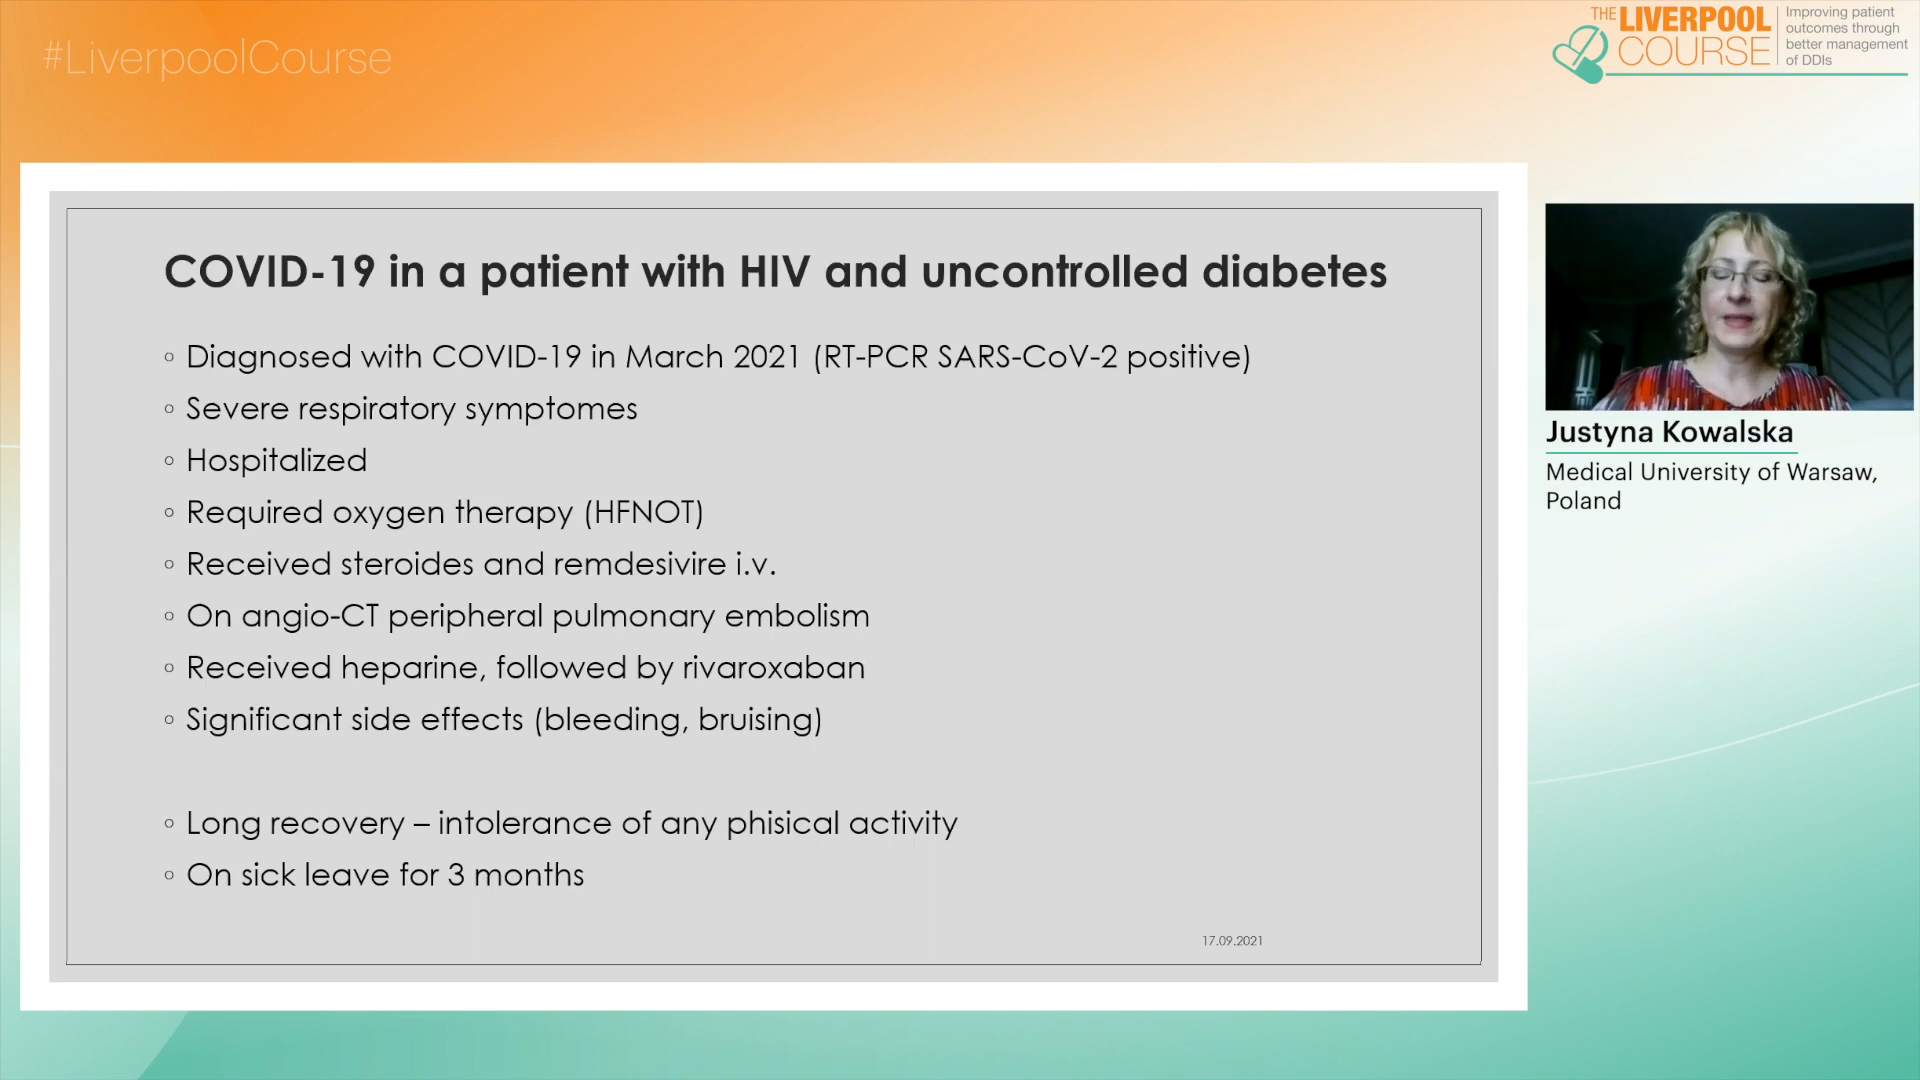 #LiverpoolCourse
THE LIVERPOOL
COURSE
Improving patient
outcomes through
better management
of DDIs
COVID-19 in a patient with HIV and uncontrolled diabetes
◦ Diagnosed with COVID-19 in March 2021 (RT-PCR SARS-CoV-2 positive)
◦ Severe respiratory symptomes
◦ Hospitalized
◦ Required oxygen therapy (HFNOT)
◦ Received steroides and remdesivire i.v.
◦ On angio-CT peripheral pulmonary embolism
◦ Received heparine, followed by rivaroxaban
◦ Significant side effects (bleeding, bruising)
◦ Long recovery – intolerance of any phisical activity
◦ On sick leave for 3 months
17.09.2021
Justyna Kowalska
Medical University of Warsaw,
Poland